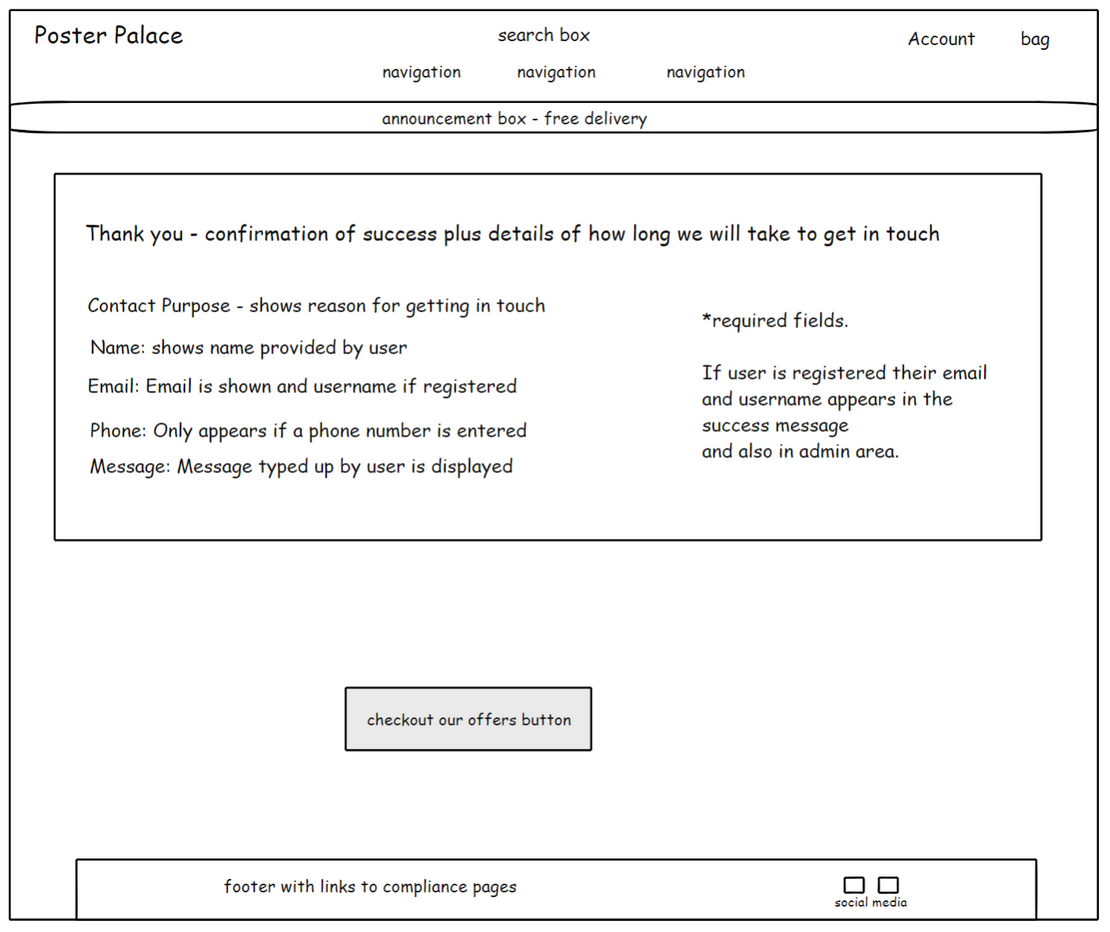 Poster Palace
search box
Account
bag
navigation
navigation
navigation
announcement box - free delivery
Thank you - confirmation of success plus details of how long we will take to get in touch
Contact Purpose - shows reason for getting in touch
Name: shows name provided by user
Email: Email is shown and username if registered
Phone: Only appears if a phone number is entered
Message: Message typed up by user is displayed
*required fields.
If user is registered their email
and username appears in the
success message
and also in admin area.
checkout our offers button
footer with links to compliance pages
social media